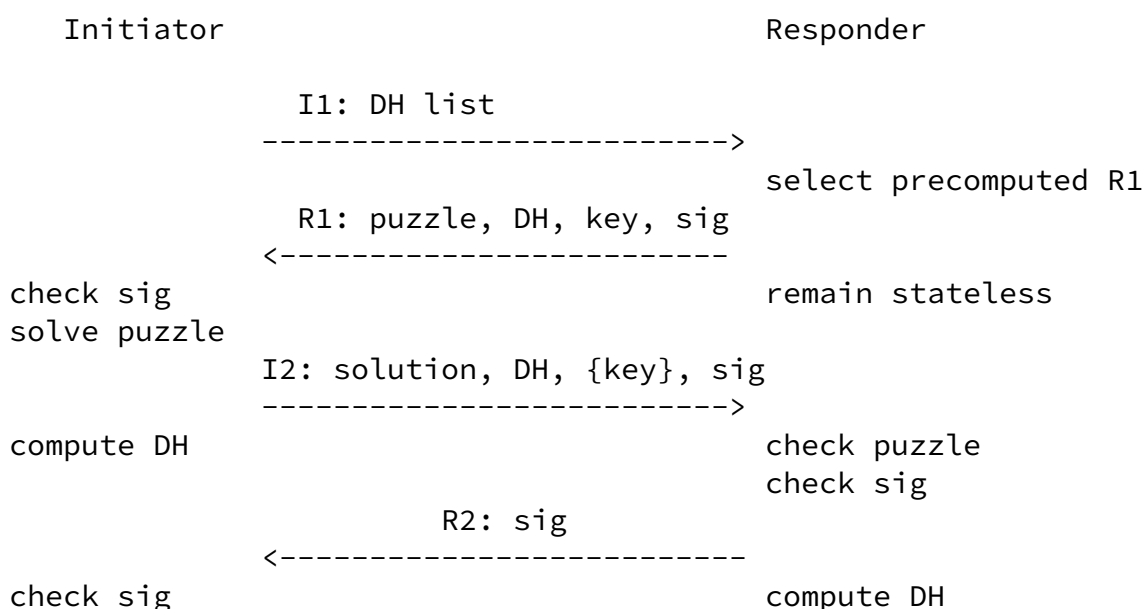 Initiator                              Responder
I1: DH list
-------------------------->
select precomputed R1
R1: puzzle, DH, key, sig
<-------------------------
check sig                              remain stateless
solve puzzle
I2: solution, DH, {key}, sig
-------------------------->
compute DH                             check puzzle
check sig
R2: sig
<--------------------------
check sig                              compute DH